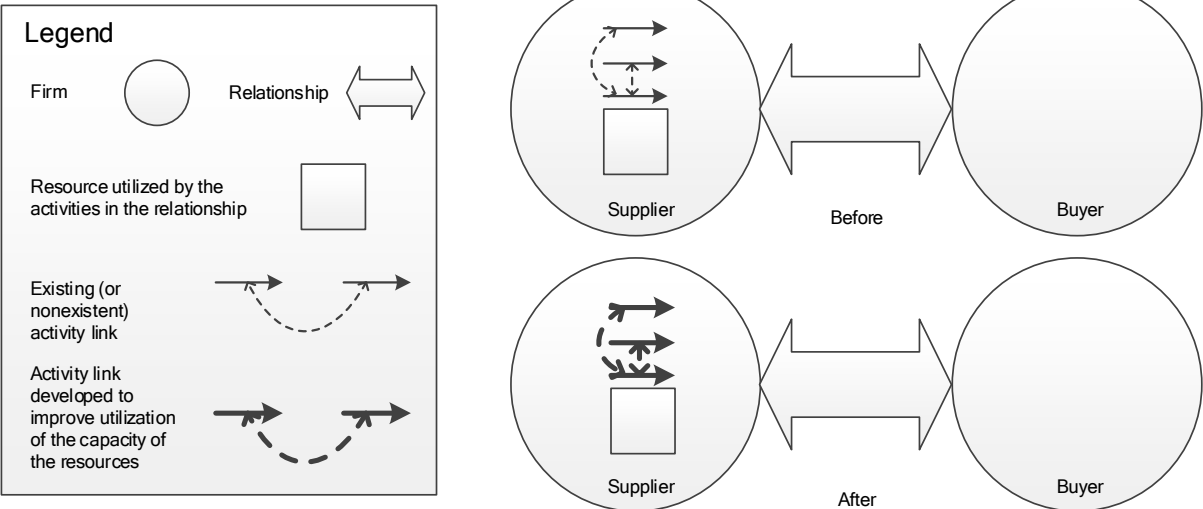 Legend
Firm
Relationship
Resource utilized by the
activities in the relationship
Existing (or
nonexistent)
activity link
Activity link
developed to
improve utilization
of the capacity of
the resources
Supplier
Before
Buyer
Supplier
After
Buyer